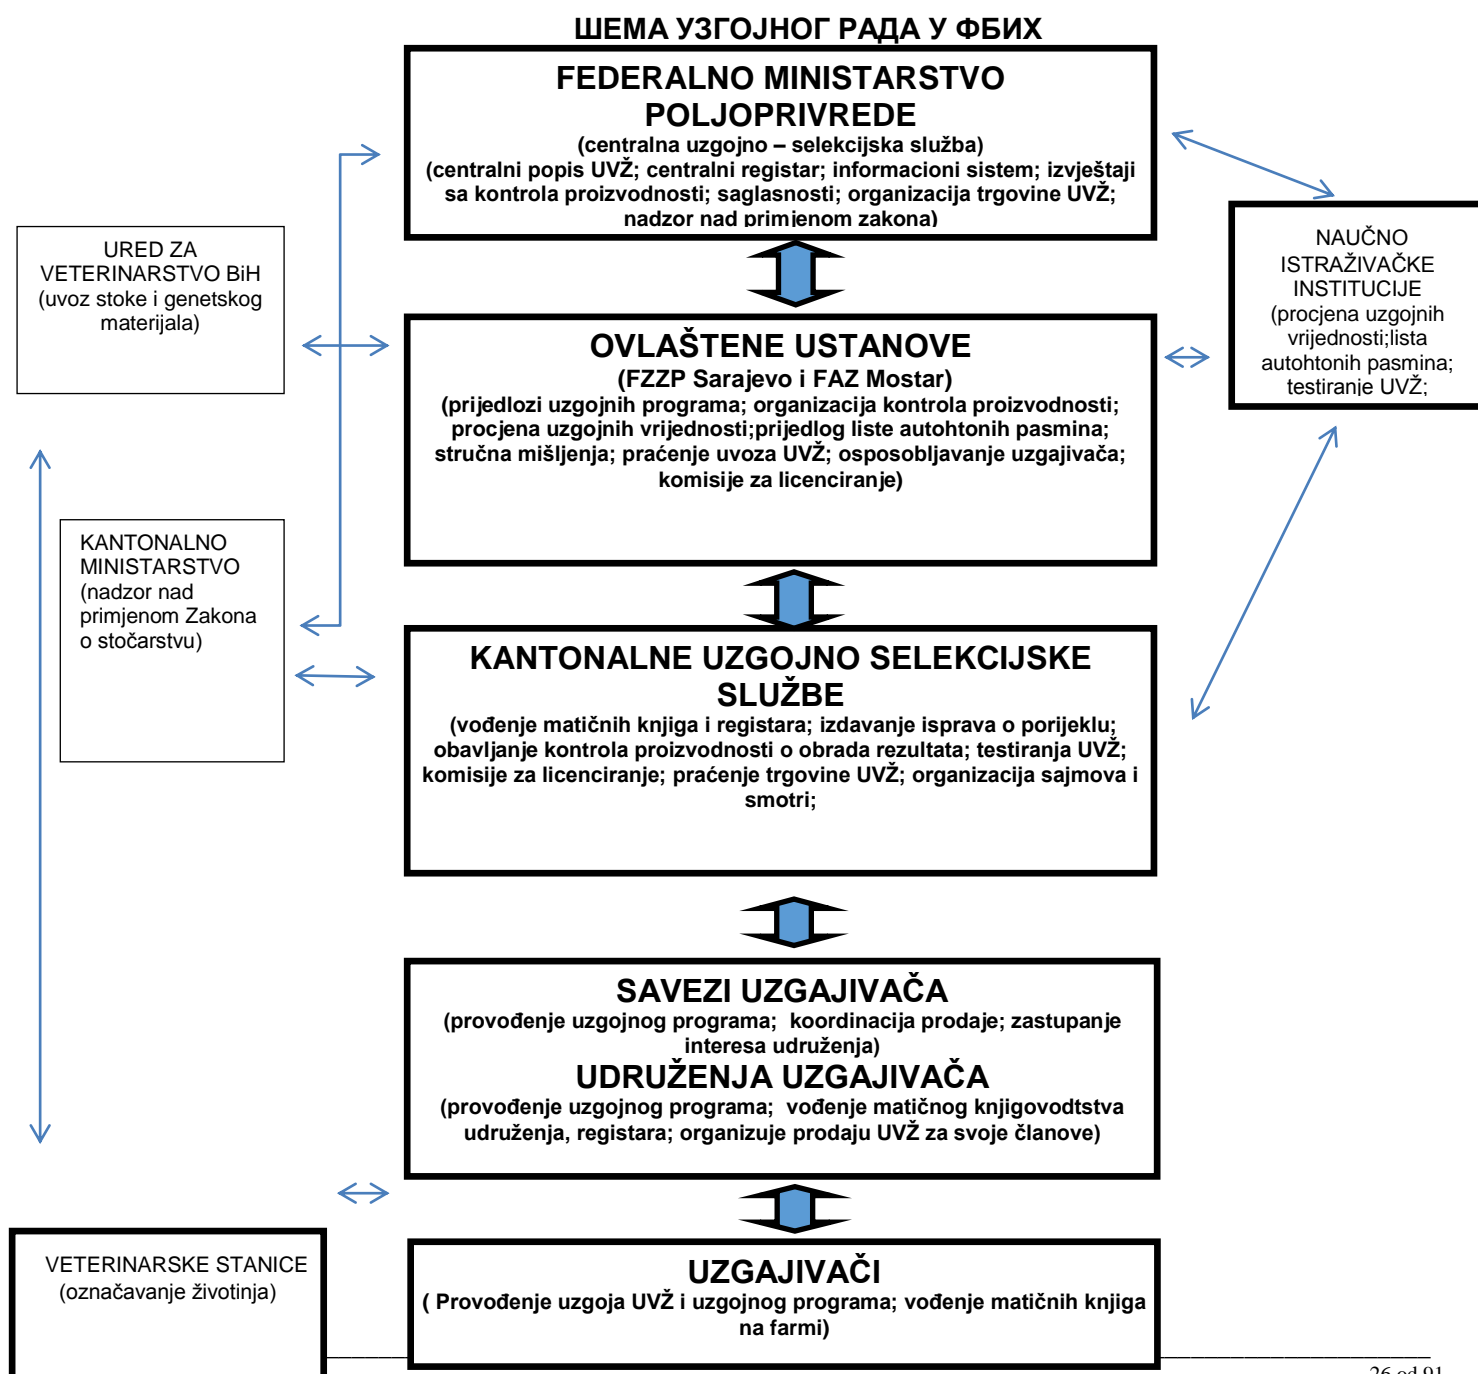 ШЕМА УЗГОЈНОГ РАДА У ФБИХ
FEDERALNO MINISTARSTVO
POLJOPRIVREDE
(centralna uzgojno – selekcijska služba)
(centralni popis UVŽ; centralni registar; informacioni sistem; izvještaji
sa kontrola proizvodnosti; saglasnosti; organizacija trgovine UVŽ;
nadzor nad primjenom zakona)
URED ZA
VETERINARSTVO BiH
(uvoz stoke i genetskog
materijala)
NAUČNO
ISTRAŽIVAČKE
INSTITUCIJE
(procjena uzgojnih
vrijednosti;lista
autohtonih pasmina;
testiranje UVŽ;
OVLAŠTENE USTANOVE
(FZZP Sarajevo i FAZ Mostar)
(prijedlozi uzgojnih programa; organizacija kontrola proizvodnosti;
procjena uzgojnih vrijednosti;prijedlog liste autohtonih pasmina;
stručna mišljenja; praćenje uvoza UVŽ; osposobljavanje uzgajivača;
komisije za licenciranje)
KANTONALNO
MINISTARSTVO
(nadzor nad
primjenom Zakona
o stočarstvu)
KANTONALNE UZGOJNO SELEKCIJSKE
SLUŽBE
(vođenje matičnih knjiga i registara; izdavanje isprava o porijeklu;
obavljanje kontrola proizvodnosti o obrada rezultata; testiranja UVŽ;
komisije za licenciranje; praćenje trgovine UVŽ; organizacija sajmova i
smotri;
SAVEZI UZGAJIVAČA
(provođenje uzgojnog programa;  koordinacija prodaje; zastupanje
interesa udruženja)
UDRUŽENJA UZGAJIVAČA
(provođenje uzgojnog programa;  vođenje matičnog knjigovodtstva
udruženja, registara; organizuje prodaju UVŽ za svoje članove)
VETERINARSKE STANICE
(označavanje životinja)
UZGAJIVAČI
( Provođenje uzgoja UVŽ i uzgojnog programa; vođenje matičnih knjiga
na farmi)
26 od 91